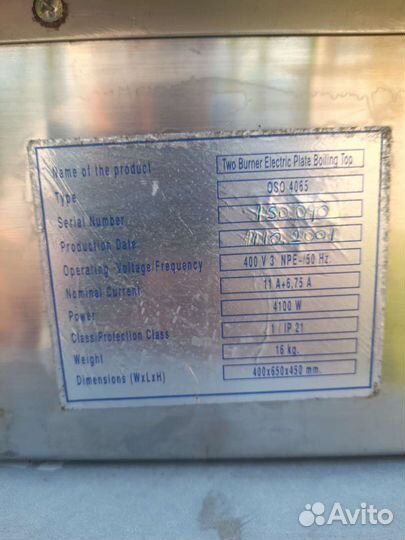 Name of the product Two Burner Electric Plate Boiling Top
Type OSO 4065
Serial Number
Production Date 2001
Operating Voltage/Frequency 400 V 3 NPE~/50 Hz.
Nominal Current 11 A+6,75 A
Power 4100 W
Class/Protection Class 1 / IP 21
Weight 16 kg.
Dimensions (WxLxH) 400x650x450 mm.
Avito